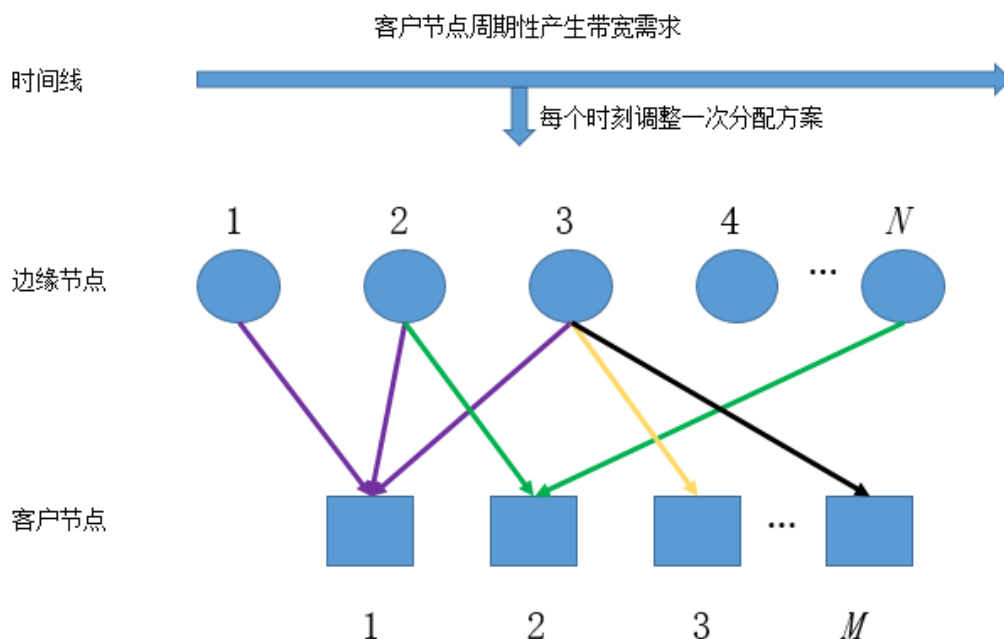 客户节点周期性产生带宽需求
时间线
每个时刻调整一次分配方案
1 2 3 4 N
边缘节点 ...
客户节点 ...
1 2 3 M